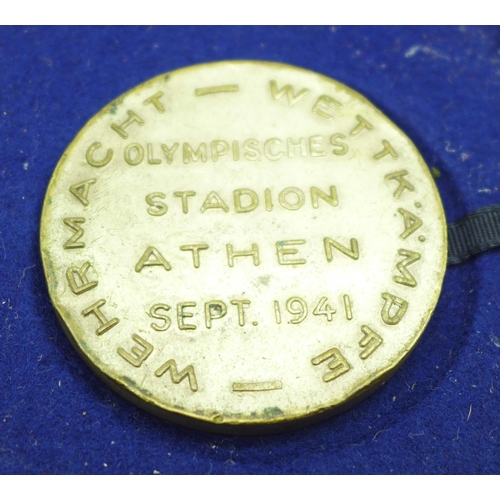 WEHRMACHT — WETTKÄMPFE —
OLYMPISCHES
STADION
ATHEN
SEPT. 1941